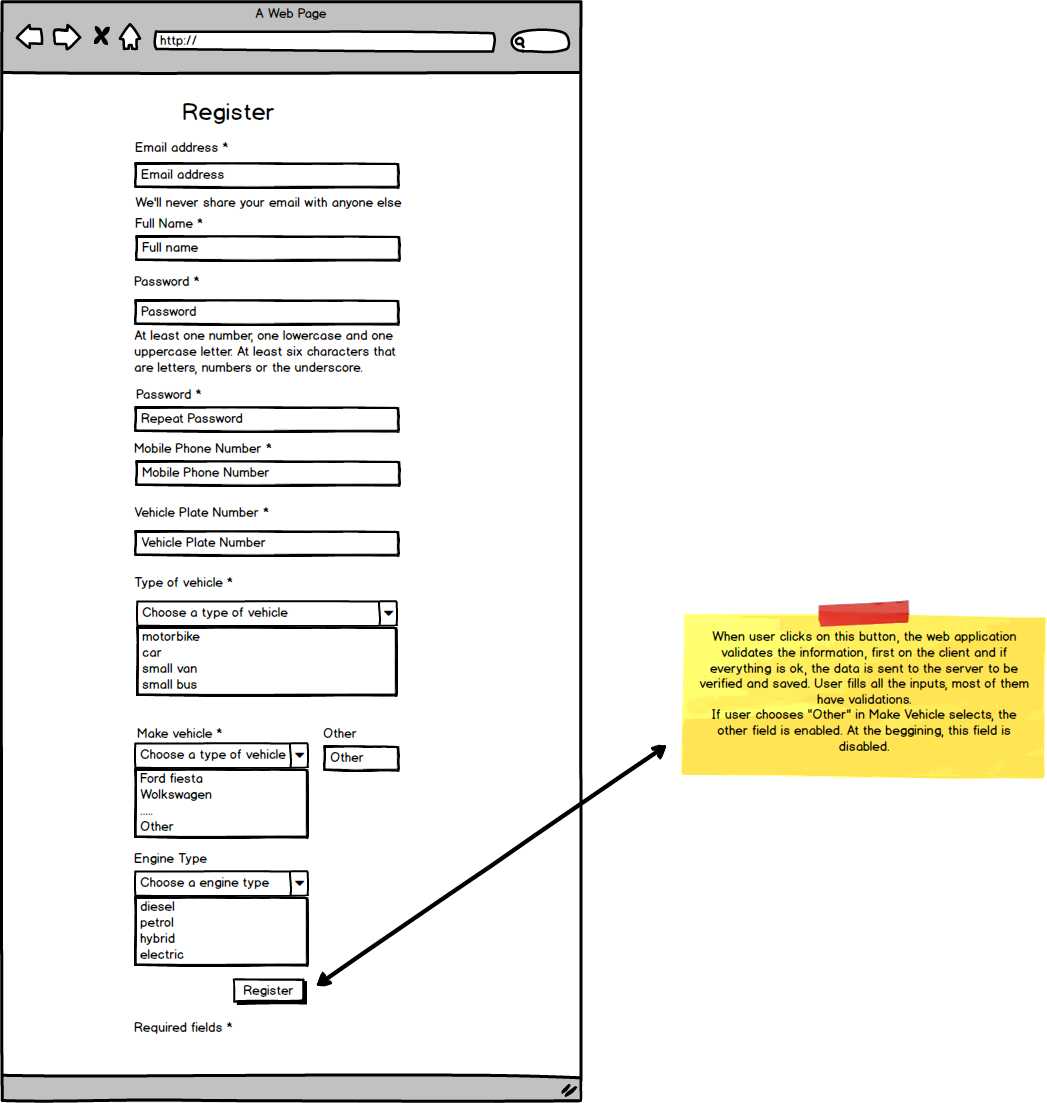 A Web Page
http://
Register
Email address *
Email address
We'll never share your email with anyone else
Full Name *
Full name
Password *
Password
At least one number, one lowercase and one
uppercase letter. At least six characters that
are letters, numbers or the underscore.
Password *
Repeat Password
Mobile Phone Number *
Mobile Phone Number
Vehicle Plate Number *
Vehicle Plate Number
Type of vehicle *
Choose a type of vehicle
motorbike
car
small van
small bus
Make vehicle *
Choose a type of vehicle
Ford fiesta
Wolkswagen
.....
Other
Other
Other
Engine Type
Choose a engine type
diesel
petrol
hybrid
electric
Register
Required fields *
When user clicks on this button, the web application
validates the information, first on the client and if
everything is ok, the data is sent to the server to be
verified and saved. User fills all the inputs, most of them
have validations.
If user chooses "Other" in Make Vehicle selects, the
other field is enabled. At the beggining, this field is
disabled.